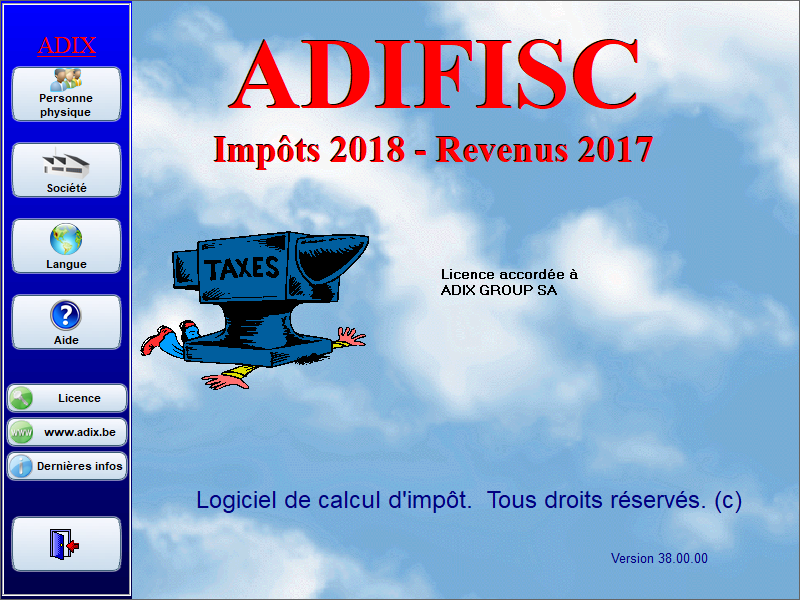 ADIX
Personne
physique
Société
Langue
?
Aide
Licence
www
www.adix.be
i
Dernières infos
ADIFISC
Impôts 2018 - Revenus 2017
TAXES
Licence accordée à
ADIX GROUP SA
Logiciel de calcul d'impôt. Tous droits réservés. (c)
Version 38.00.00